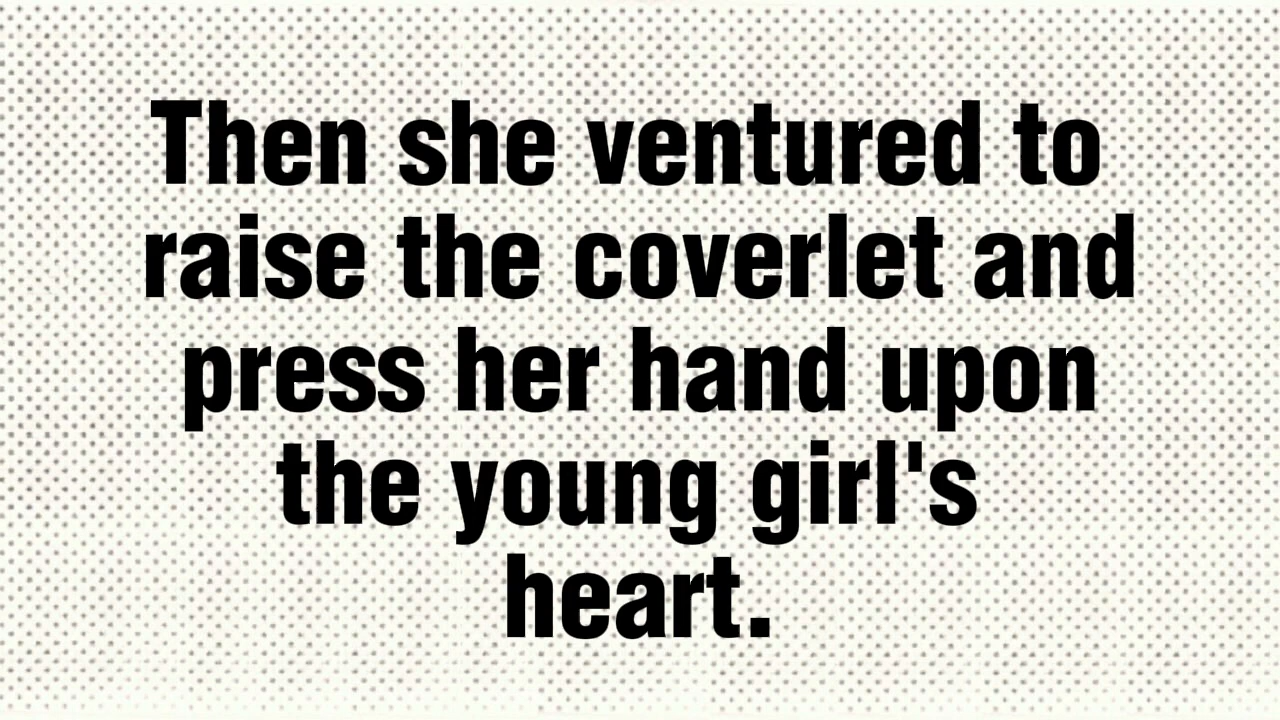 Then she ventured to
raise the coverlet and
press her hand upon
the young girl's
heart.